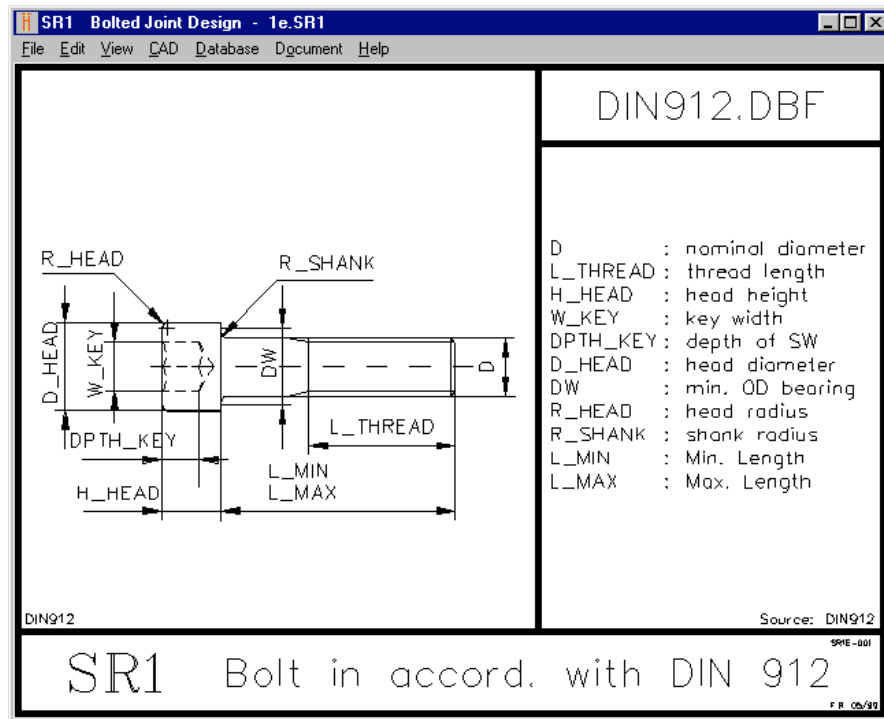 SR1 Bolted Joint Design - 1e.SR1
File Edit View CAD Database Document Help
DIN912.DBF
R_HEAD
R_SHANK
D_HEAD
W_KEY
DW
D
DPTH_KEY
L_THREAD
L_MIN
H_HEAD
L_MAX
D : nominal diameter
L_THREAD : thread length
H_HEAD : head height
W_KEY : key width
DPTH_KEY : depth of SW
D_HEAD : head diameter
DW : min. OD bearing
R_HEAD : head radius
R_SHANK : shank radius
L_MIN : Min. Length
L_MAX : Max. Length
DIN912
Source: DIN912
SR1E-001
SR1 Bolt in accord. with DIN 912